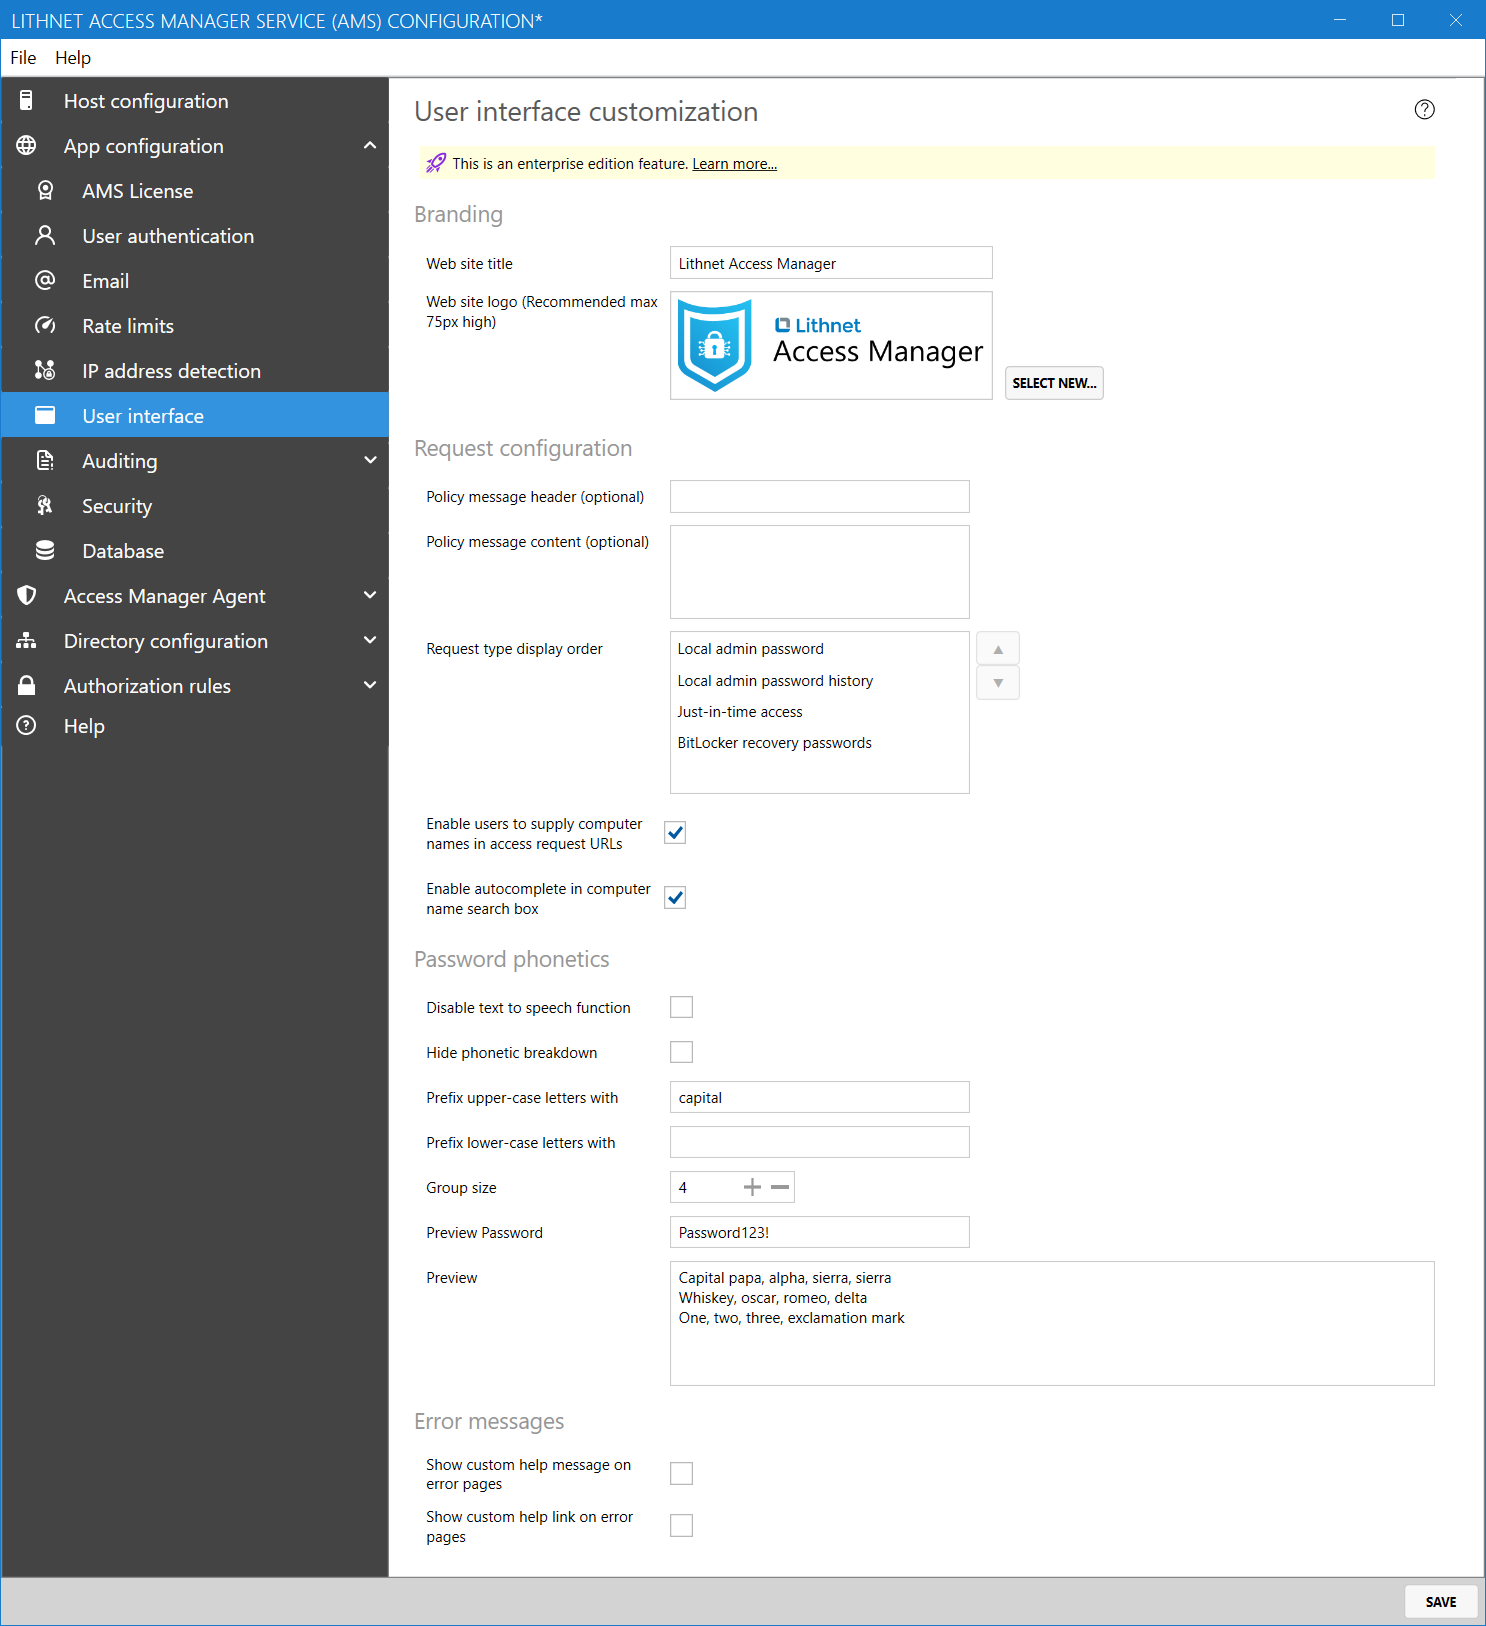 LITHNET ACCESS MANAGER SERVICE (AMS) CONFIGURATION*
File Help
Host configuration
App configuration
AMS License
User authentication
Email
Rate limits
IP address detection
User interface
Auditing
Security
Database
Access Manager Agent
Directory configuration
Authorization rules
Help
User interface customization
This is an enterprise edition feature. Learn more...
Branding
Web site title
Lithnet Access Manager
Web site logo (Recommended max
75px high)
Lithnet
Access Manager
SELECT NEW...
Request configuration
Policy message header (optional)
Policy message content (optional)
Request type display order
Local admin password
Local admin password history
Just-in-time access
BitLocker recovery passwords
Enable users to supply computer
names in access request URLs
Enable autocomplete in computer
name search box
Password phonetics
Disable text to speech function
Hide phonetic breakdown
Prefix upper-case letters with
capital
Prefix lower-case letters with
Group size
4
Preview Password
Password123!
Preview
Capital papa, alpha, sierra, sierra
Whiskey, oscar, romeo, delta
One, two, three, exclamation mark
Error messages
Show custom help message on
error pages
Show custom help link on error
pages
SAVE